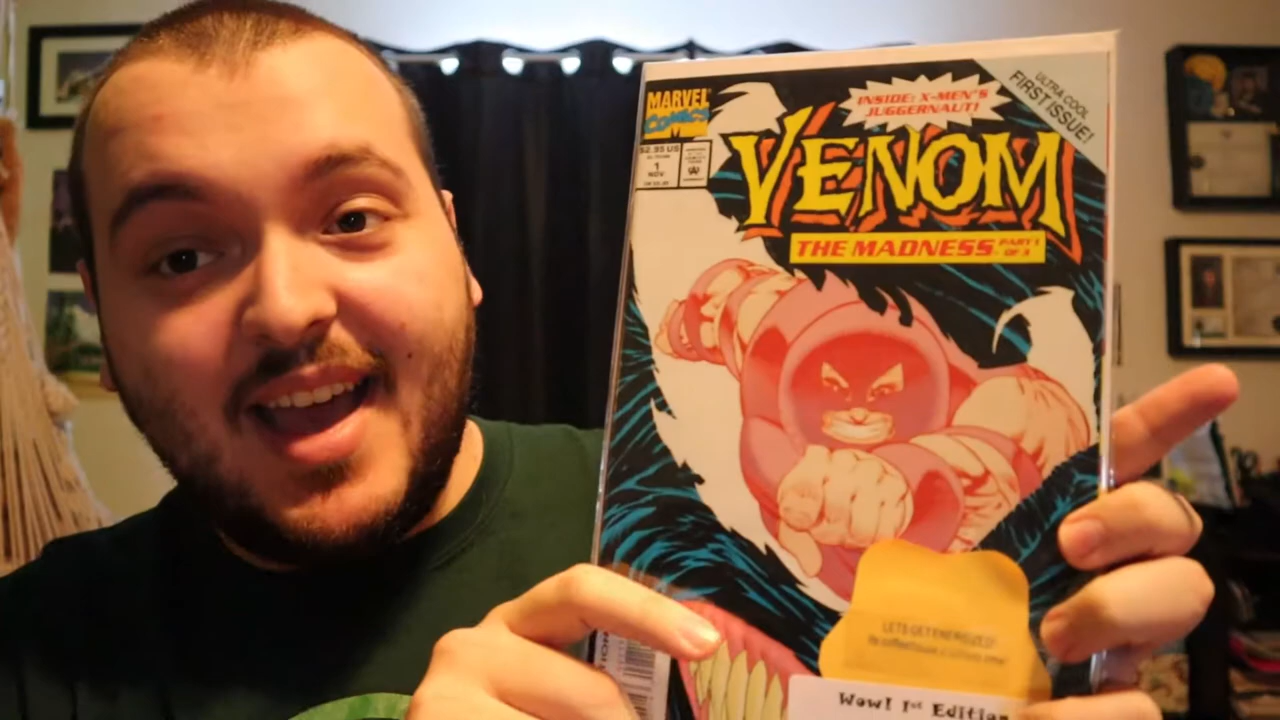 MARVEL
COMICS
$2.95 US
1
NOV
INSIDE: X-MEN'S
JUGGERNAUT!
ULTRA COOL
FIRST ISSUE!
VENOM
THE MADNESS PART 1
OF 3
LETS GET ENERGIZED!
Wow! 1st Edition